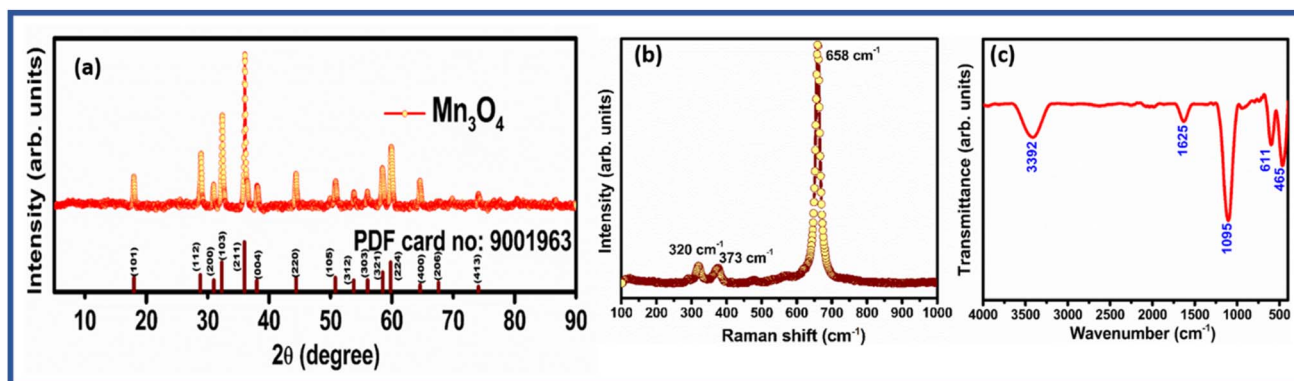 (a)
Intensity (arb. units)
Mn₃O₄
PDF card no: 9001963
(101)
(112)
(200)
(103)
(211)
(004)
(220)
(105)
(312)
(303)
(321)
(224)
(400)
(206)
(413)
10 20 30 40 50 60 70 80 90
2θ (degree)
(b)
Intensity (arb. units)
658 cm⁻¹
320 cm⁻¹
373 cm⁻¹
100 200 300 400 500 600 700 800 900 1000
Raman shift (cm⁻¹)
(c)
Transmittance (arb. units)
3392
1625
1095
611
465
4000 3500 3000 2500 2000 1500 1000 500
Wavenumber (cm⁻¹)